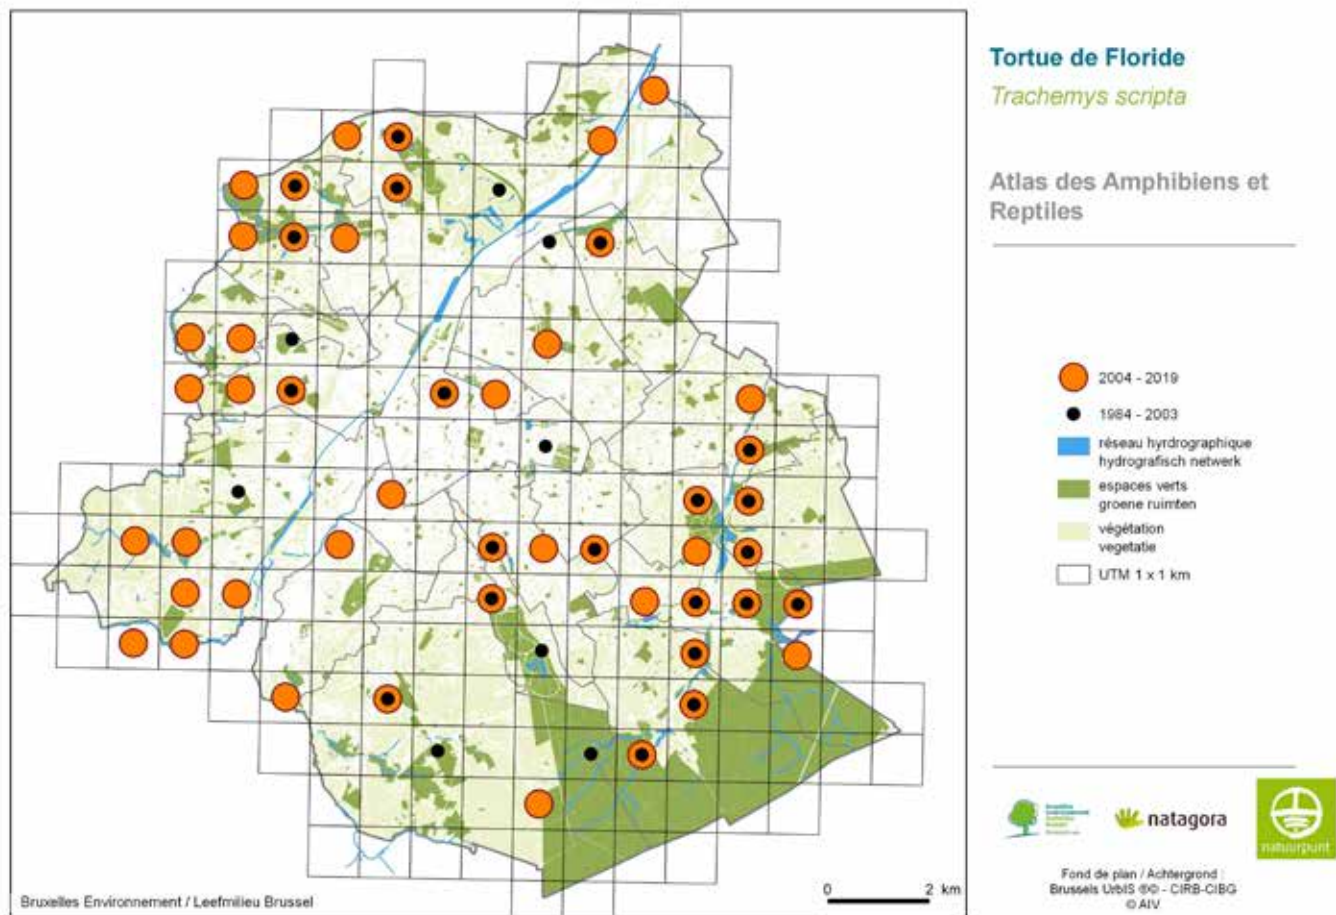 Tortue de Floride
Trachemys scripta
Atlas des Amphibiens et
Reptiles
2004 - 2019
1984 - 2003
réseau hyrdrographique
hydrografisch netwerk
espaces verts
groene ruimten
végétation
vegetatie
UTM 1 x 1 km
natagora
natuurpunt
Fond de plan / Achtergrond :
Brussels UrbIS ®© - CIRB-CIBG
© AIV
Bruxelles Environnement / Leefmilieu Brussel
0 2 km